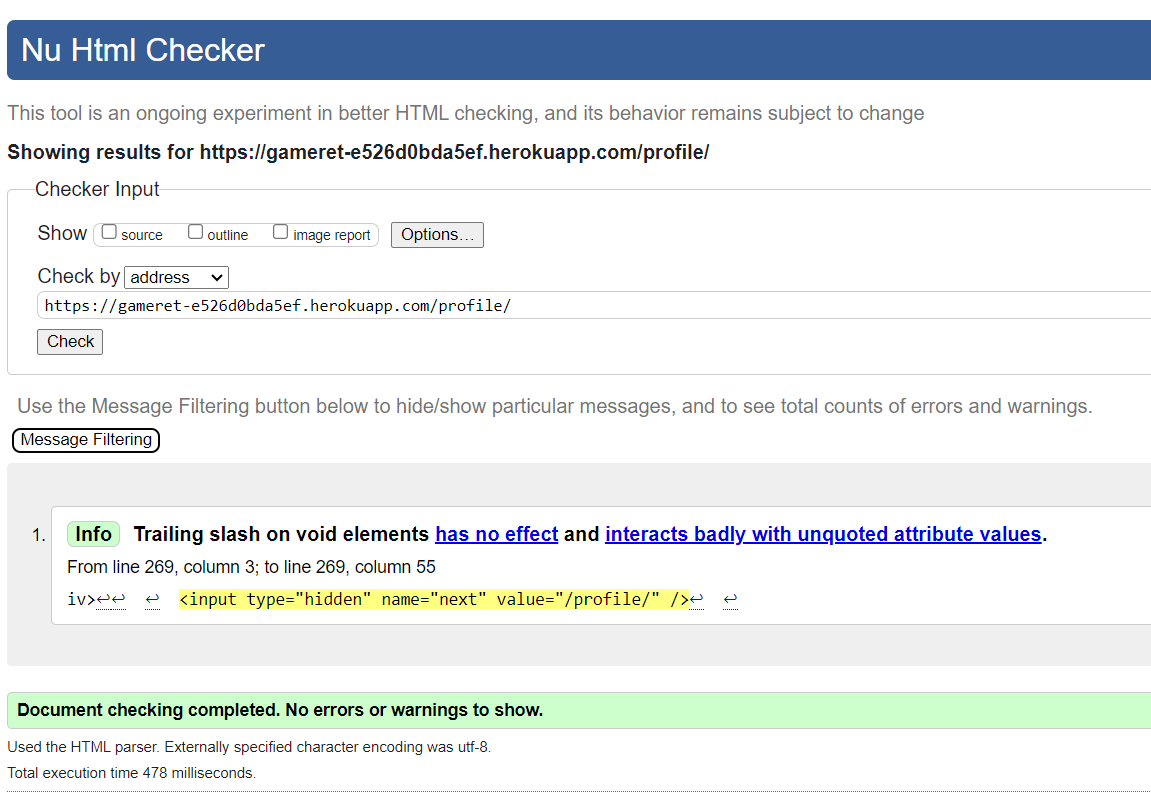 Nu Html Checker
This tool is an ongoing experiment in better HTML checking, and its behavior remains subject to change
Showing results for https://gameret-e526d0bda5ef.herokuapp.com/profile/
Checker Input
Show source outline image report Options...
Check by address
https://gameret-e526d0bda5ef.herokuapp.com/profile/
Check
Use the Message Filtering button below to hide/show particular messages, and to see total counts of errors and warnings.
Message Filtering
1. Info Trailing slash on void elements has no effect and interacts badly with unquoted attribute values.
From line 269, column 3; to line 269, column 55
iv>↩↩ ↩ <input type="hidden" name="next" value="/profile/" />↩ ↩
Document checking completed. No errors or warnings to show.
Used the HTML parser. Externally specified character encoding was utf-8.
Total execution time 478 milliseconds.